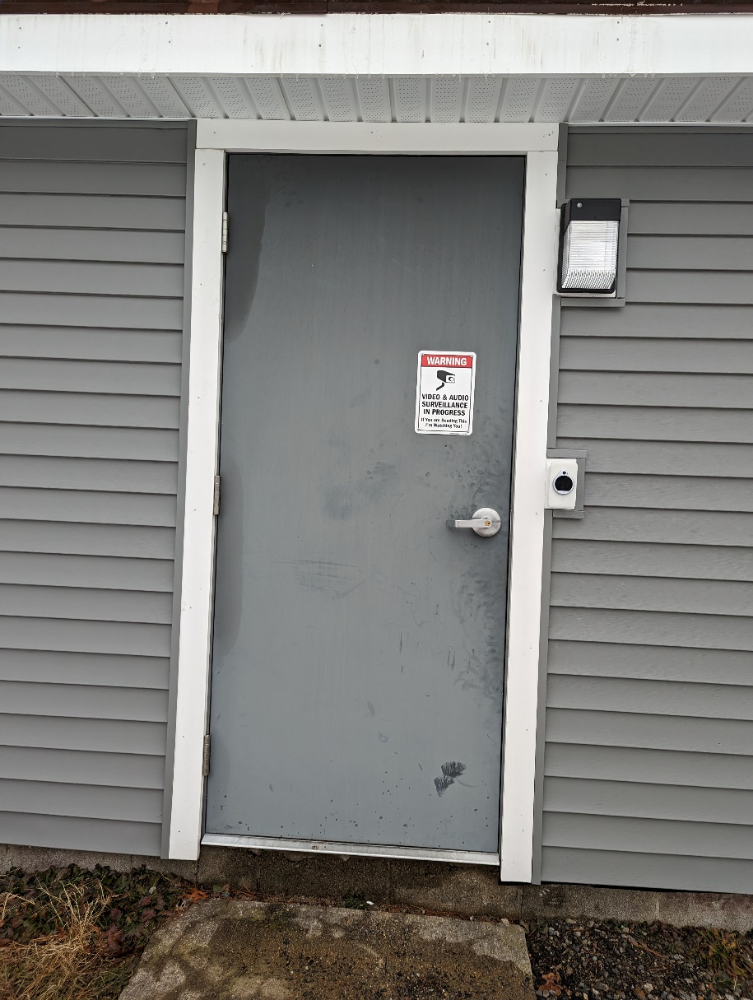 WARNING
VIDEO & AUDIO
SURVEILLANCE
IN PROGRESS
If You are Reading This
I'm Watching You!